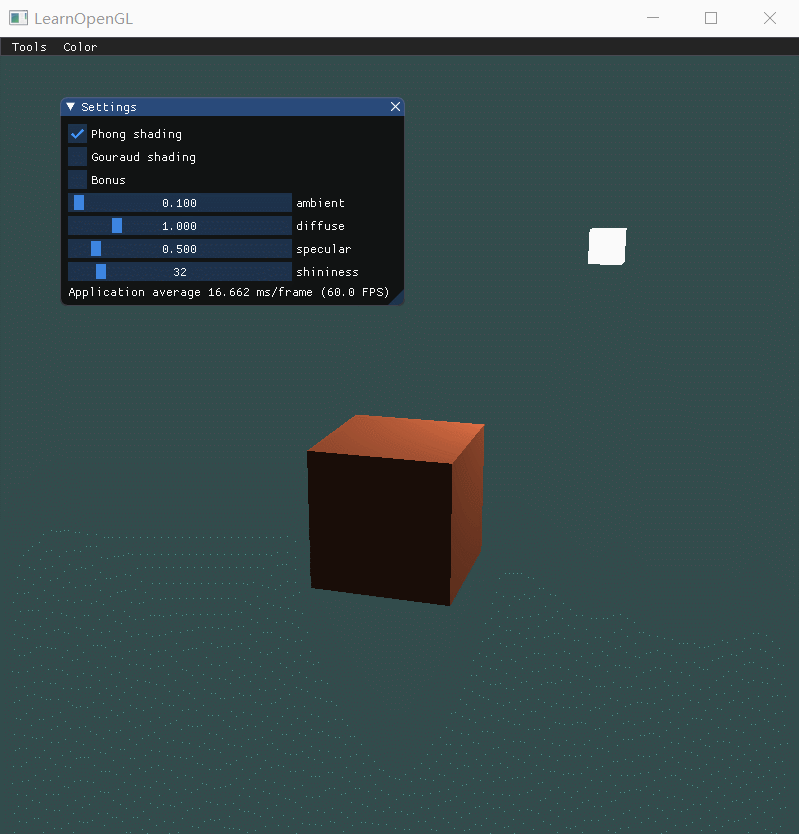 LearnOpenGL
Tools Color
Settings
Phong shading
Gouraud shading
Bonus
0.100 ambient
1.000 diffuse
0.500 specular
32 shininess
Application average 16.662 ms/frame (60.0 FPS)